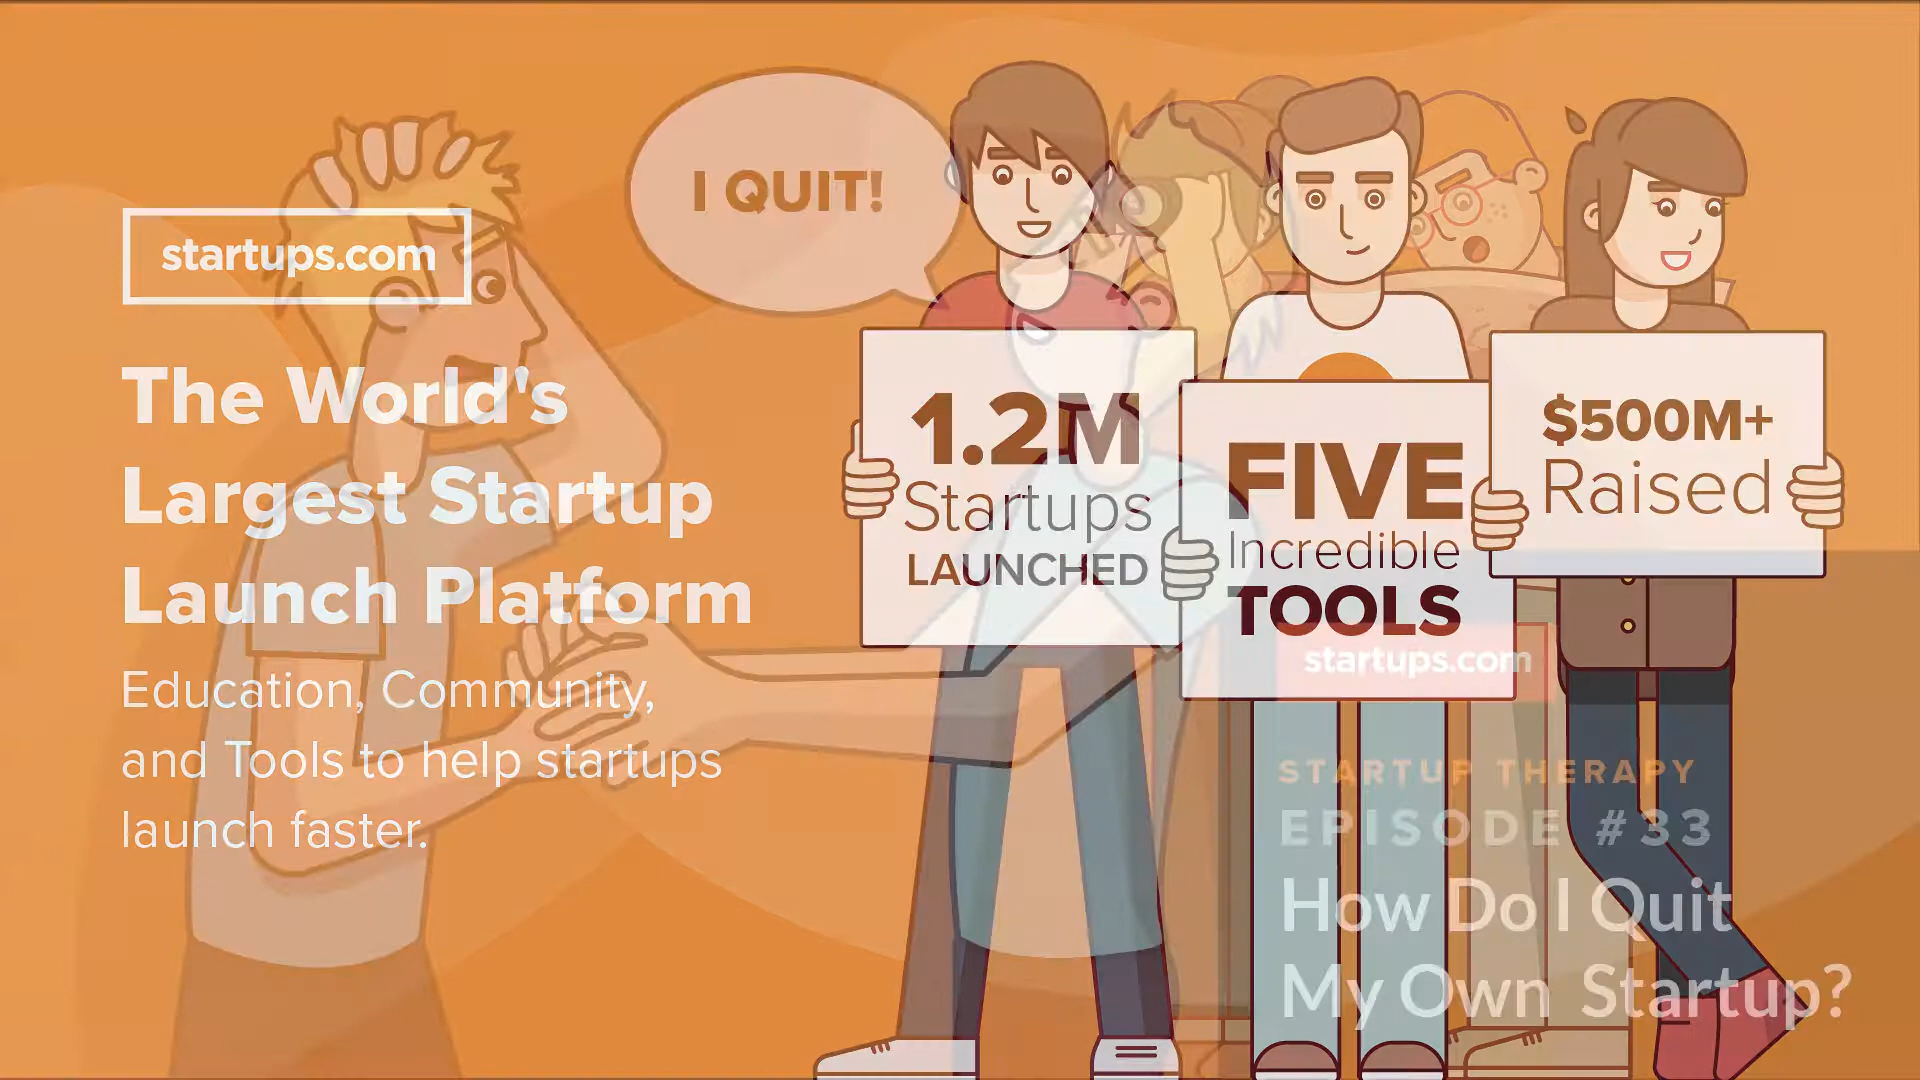 startups.com
The World's
Largest Startup
Launch Platform
Education, Community,
and Tools to help startups
launch faster.
I QUIT!
1.2M
Startups
LAUNCHED
FIVE
Incredible
TOOLS
$500M+
Raised
startups.com
STARTUP THERAPY
EPISODE #33
How Do I Quit
My Own Startup?